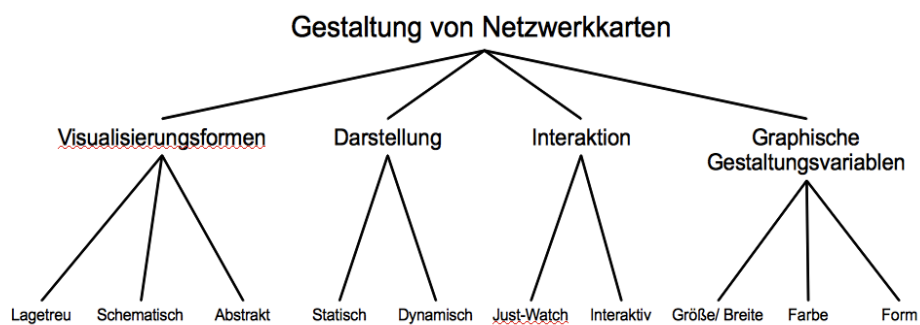 Gestaltung von Netzwerkkarten
Visualisierungsformen
Darstellung
Interaktion
Graphische
Gestaltungsvariablen
Lagetreu
Schematisch
Abstrakt
Statisch
Dynamisch
Just-Watch
Interaktiv
Größe/ Breite
Farbe
Form